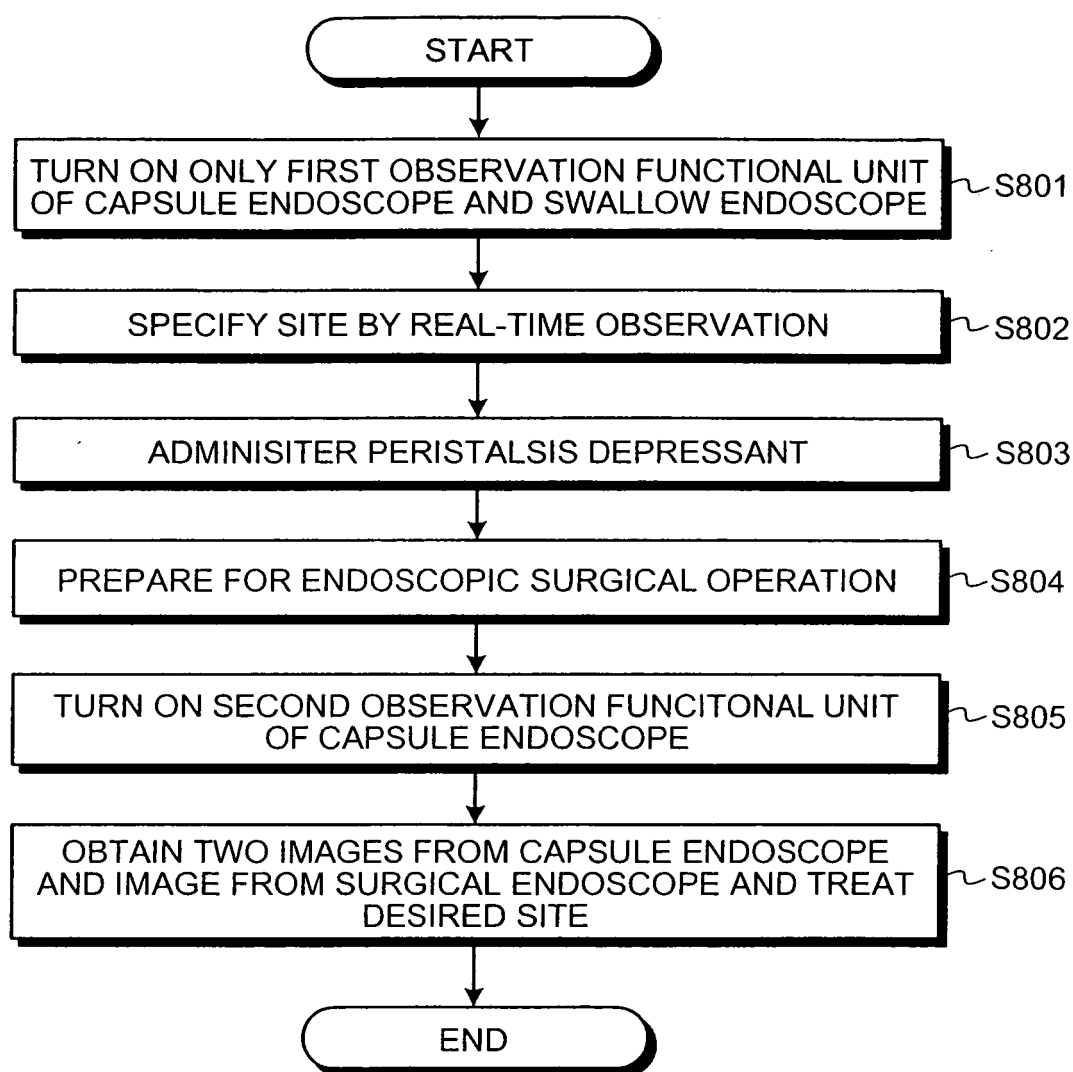 START
TURN ON ONLY FIRST OBSERVATION FUNCTIONAL UNIT
OF CAPSULE ENDOSCOPE AND SWALLOW ENDOSCOPE
S801
SPECIFY SITE BY REAL-TIME OBSERVATION
S802
ADMINISITER PERISTALSIS DEPRESSANT
S803
PREPARE FOR ENDOSCOPIC SURGICAL OPERATION
S804
TURN ON SECOND OBSERVATION FUNCITONAL UNIT
OF CAPSULE ENDOSCOPE
S805
OBTAIN TWO IMAGES FROM CAPSULE ENDOSCOPE
AND IMAGE FROM SURGICAL ENDOSCOPE AND TREAT
DESIRED SITE
S806
END